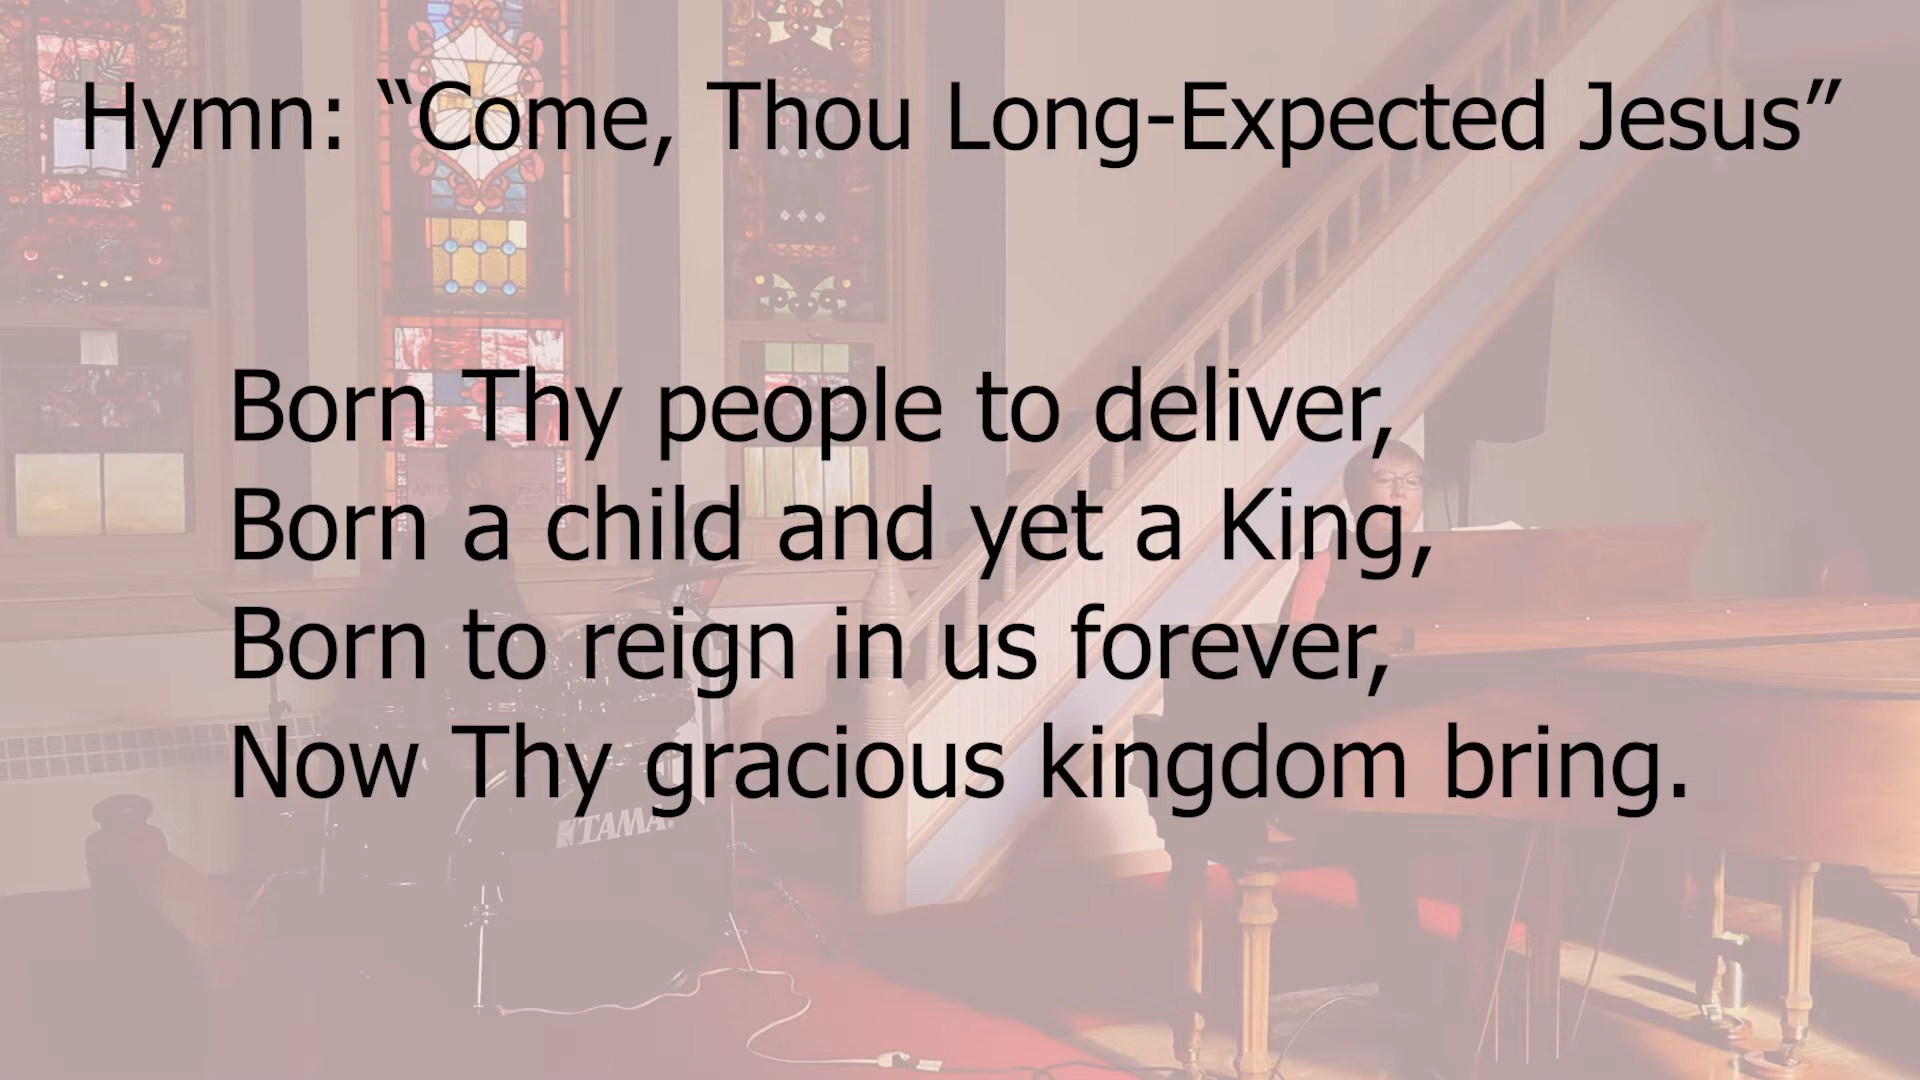 Hymn: “Come, Thou Long-Expected Jesus”
Born Thy people to deliver,
Born a child and yet a King,
Born to reign in us forever,
Now Thy gracious kingdom bring.
TAMA